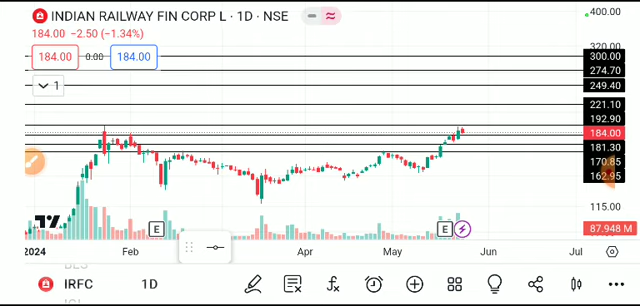 INDIAN RAILWAY FIN CORP L · 1D · NSE
184.00 −2.50 (−1.34%)
184.00 0.00 184.00
1
400.00
320.00
300.00
274.70
249.40
221.10
192.90
184.00
181.30
170.85
162.95
115.00
87.948 M
E E
2024 Feb Apr May Jun Jul
IRFC 1D